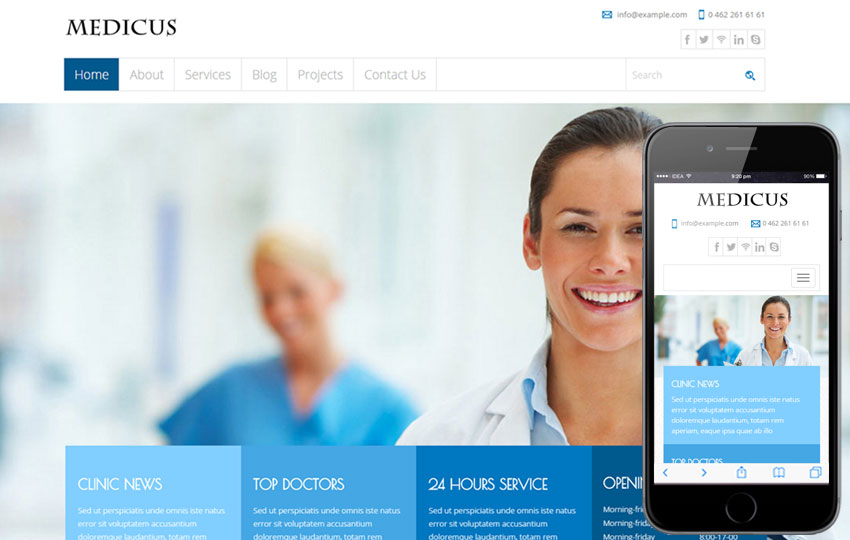 MEDICUS
info@example.com 0 462 261 61 61
Home About Services Blog Projects Contact Us Search
CLINIC NEWS
Sed ut perspiciatis unde omnis iste natus
error sit voluptatem accusantium
doloremque laudantium, totam rem
TOP DOCTORS
Sed ut perspiciatis unde omnis iste natus
error sit voluptatem accusantium
doloremque laudantium, totam rem
24 HOURS SERVICE
Sed ut perspiciatis unde omnis iste natus
error sit voluptatem accusantium
doloremque laudantium, totam rem
Morning-friday
Morning-friday
Morning-friday 8:00-17-00
IDEA 9:20 pm 90%
MEDICUS
info@example.com 0 462 261 61 61
CLINIC NEWS
Sed ut perspiciatis unde omnis iste natus
error sit voluptatem accusantium
doloremque laudantium, totam rem
aperiam, eaque ipsa quae ab illo
TOP DOCTORS